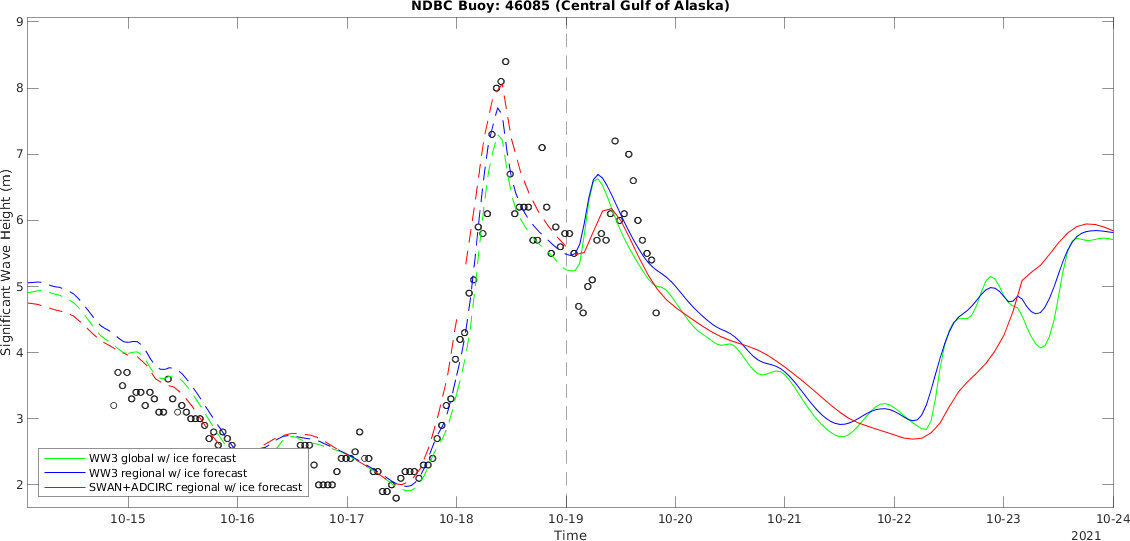 NDBC Buoy: 46085 (Central Gulf of Alaska)
9
8
7
6
5
4
3
2
Significant Wave Height (m)
WW3 global w/ ice forecast
WW3 regional w/ ice forecast
SWAN+ADCIRC regional w/ ice forecast
10-15 10-16 10-17 10-18 10-19 10-20 10-21 10-22 10-23 10-24
Time
2021